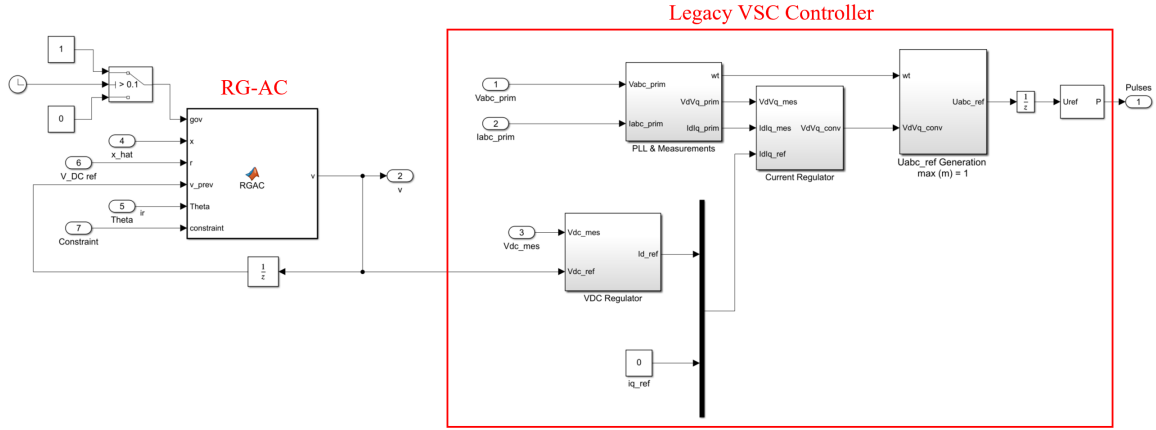 Legacy VSC Controller
RG-AC
1
> 0.1
0
gov
x
r
v_prev
Theta
constraint
RGAC
v
4
x_hat
6
V_DC ref
5
Theta
ir
7
Constraint
2
v
1
z
1
Vabc_prim
2
Iabc_prim
Vabc_prim
Iabc_prim
wt
VdVq_prim
IdIq_prim
PLL & Measurements
VdVq_mes
IdIq_mes
IdIq_ref
VdVq_conv
Current Regulator
wt
VdVq_conv
Uabc_ref
Uabc_ref Generation
max (m) = 1
1
z
Uref
P
Pulses
1
3
Vdc_mes
Vdc_mes
Vdc_ref
Id_ref
VDC Regulator
0
iq_ref